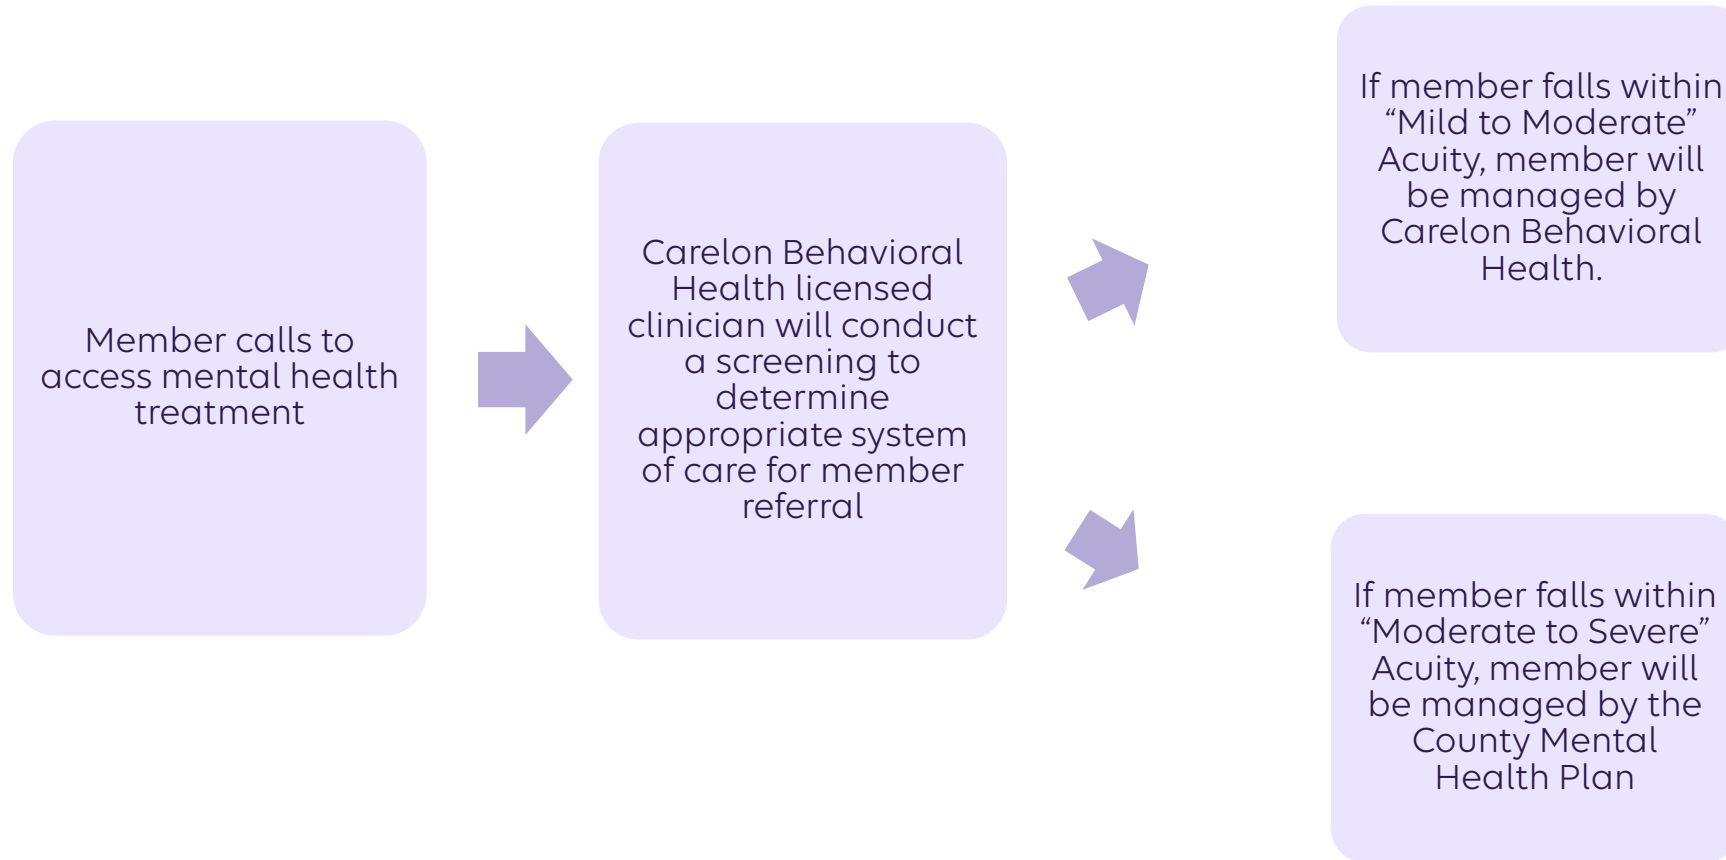 Member calls to
access mental health
treatment
Carelon Behavioral
Health licensed
clinician will conduct
a screening to
determine
appropriate system
of care for member
referral
If member falls within
“Mild to Moderate”
Acuity, member will
be managed by
Carelon Behavioral
Health.
If member falls within
“Moderate to Severe”
Acuity, member will
be managed by the
County Mental
Health Plan